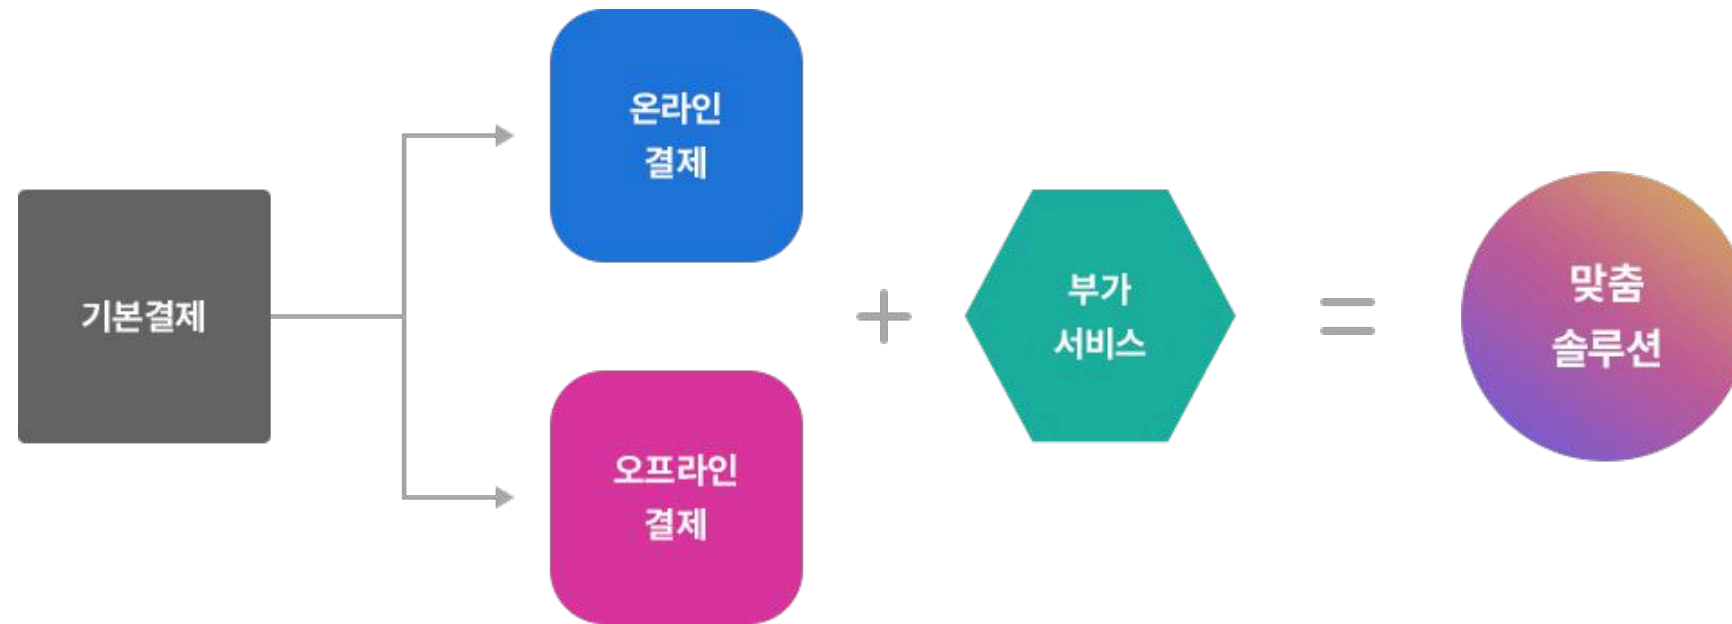 기본결제
온라인
결제
오프라인
결제
+
부가
서비스
=
맞춤
솔루션